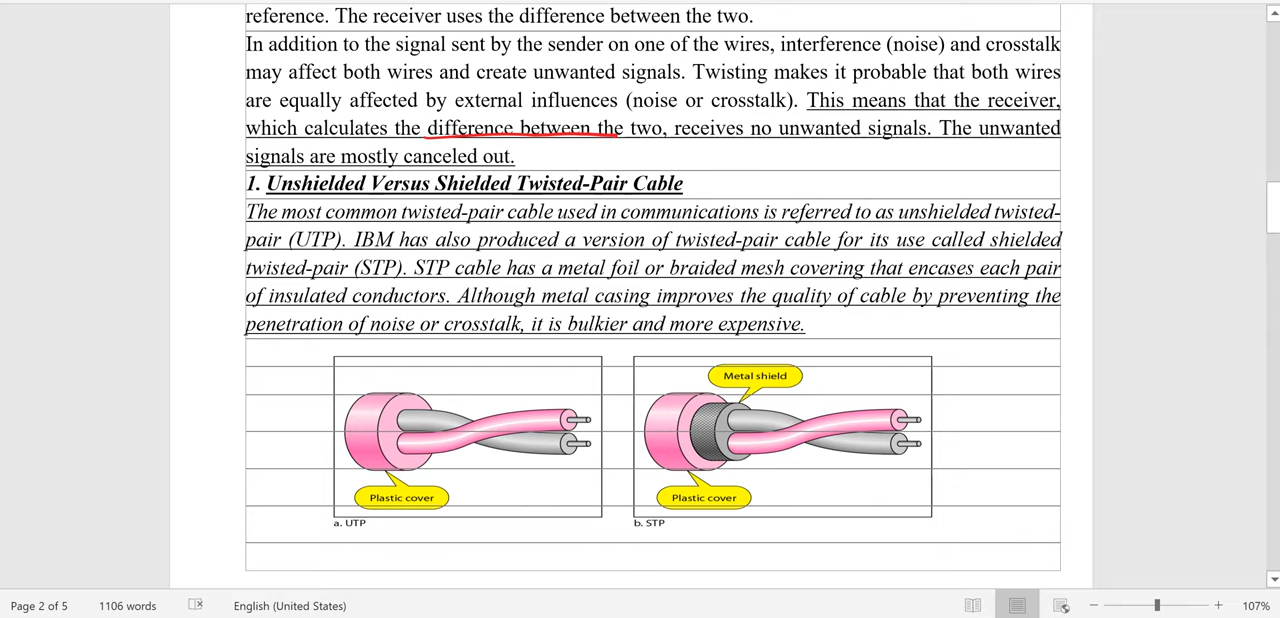 reference. The receiver uses the difference between the two.
In addition to the signal sent by the sender on one of the wires, interference (noise) and crosstalk
may affect both wires and create unwanted signals. Twisting makes it probable that both wires
are equally affected by external influences (noise or crosstalk). This means that the receiver,
which calculates the difference between the two, receives no unwanted signals. The unwanted
signals are mostly canceled out.
1. Unshielded Versus Shielded Twisted-Pair Cable
The most common twisted-pair cable used in communications is referred to as unshielded twisted-
pair (UTP). IBM has also produced a version of twisted-pair cable for its use called shielded
twisted-pair (STP). STP cable has a metal foil or braided mesh covering that encases each pair
of insulated conductors. Although metal casing improves the quality of cable by preventing the
penetration of noise or crosstalk, it is bulkier and more expensive.
Metal shield
Plastic cover
Plastic cover
a. UTP
b. STP
Page 2 of 5
1106 words
English (United States)
107%